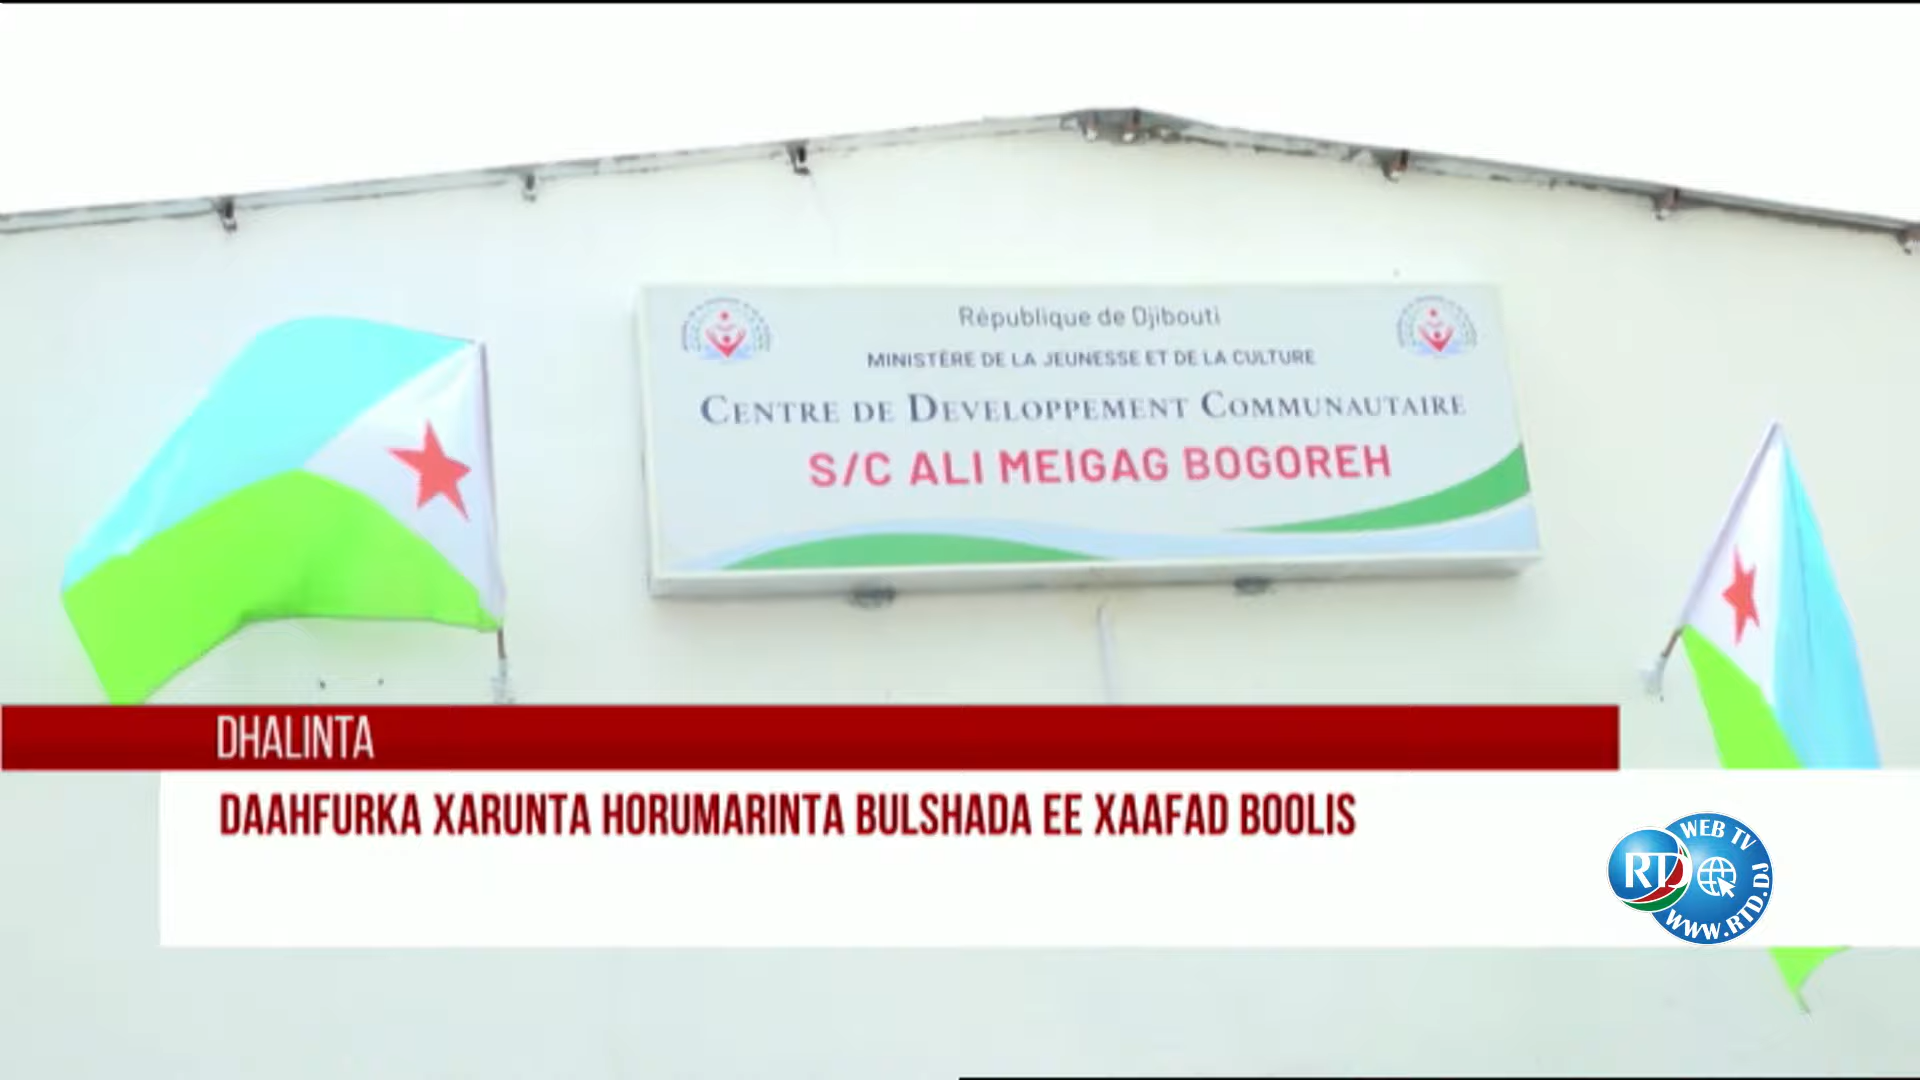 République de Djibouti
MINISTÈRE DE LA JEUNESSE ET DE LA CULTURE
CENTRE DE DEVELOPPEMENT COMMUNAUTAIRE
S/C ALI MEIGAG BOGOREH
DHALINTA
DAAHFURKA XARUNTA HORUMARINTA BULSHADA EE XAAFAD BOOLIS
WEB TV
RTD
WWW.RTD.DJ